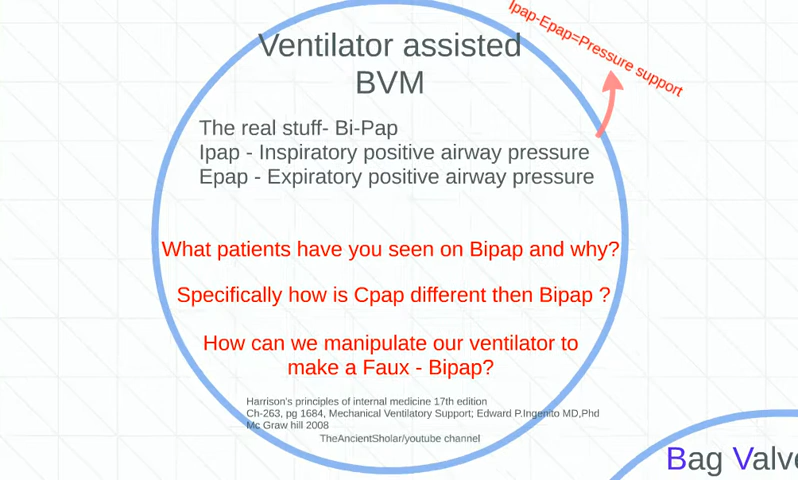 Ipap-Epap=Pressure support
Ventilator assisted
BVM
The real stuff- Bi-Pap
Ipap - Inspiratory positive airway pressure
Epap - Expiratory positive airway pressure
What patients have you seen on Bipap and why?
Specifically how is Cpap different then Bipap ?
How can we manipulate our ventilator to
make a Faux - Bipap?
Harrison's principles of internal medicine 17th edition
Ch-263, pg 1684, Mechanical Ventilatory Support; Edward P.Ingenito MD,Phd
Mc Graw hill 2008
TheAncientSholar/youtube channel
Bag Valve